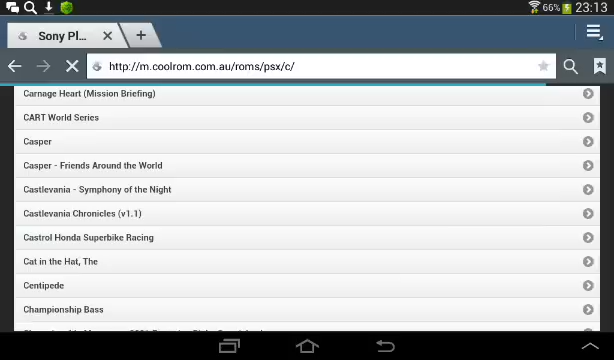 66% 23:13
Sony Pl...
http://m.coolrom.com.au/roms/psx/c/
Carnage Heart (Mission Briefing)
CART World Series
Casper
Casper - Friends Around the World
Castlevania - Symphony of the Night
Castlevania Chronicles (v1.1)
Castrol Honda Superbike Racing
Cat in the Hat, The
Centipede
Championship Bass